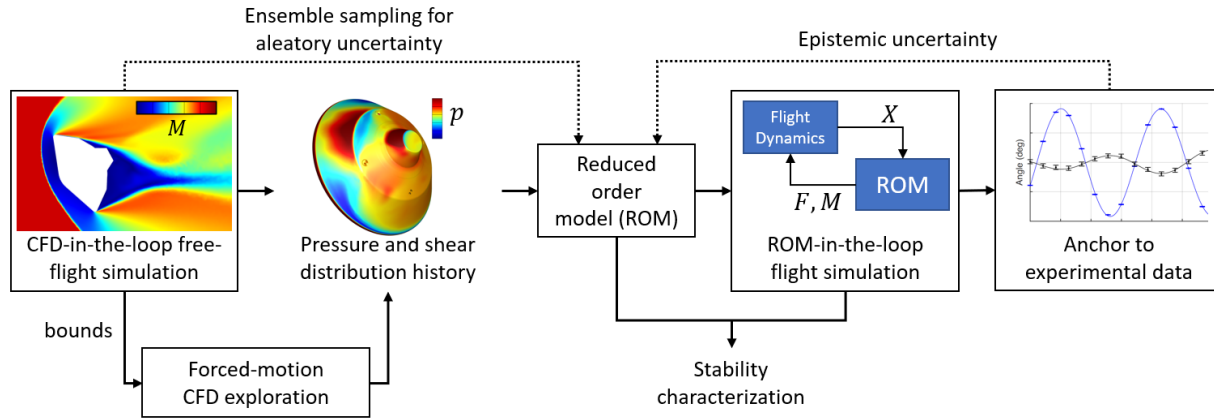 Ensemble sampling for
aleatory uncertainty
Epistemic uncertainty
M
CFD-in-the-loop free-
flight simulation
p
Pressure and shear
distribution history
Reduced
order
model (ROM)
Flight
Dynamics
X
ROM
F, M
ROM-in-the-loop
flight simulation
Angle (deg)
Anchor to
experimental data
bounds
Forced-motion
CFD exploration
Stability
characterization